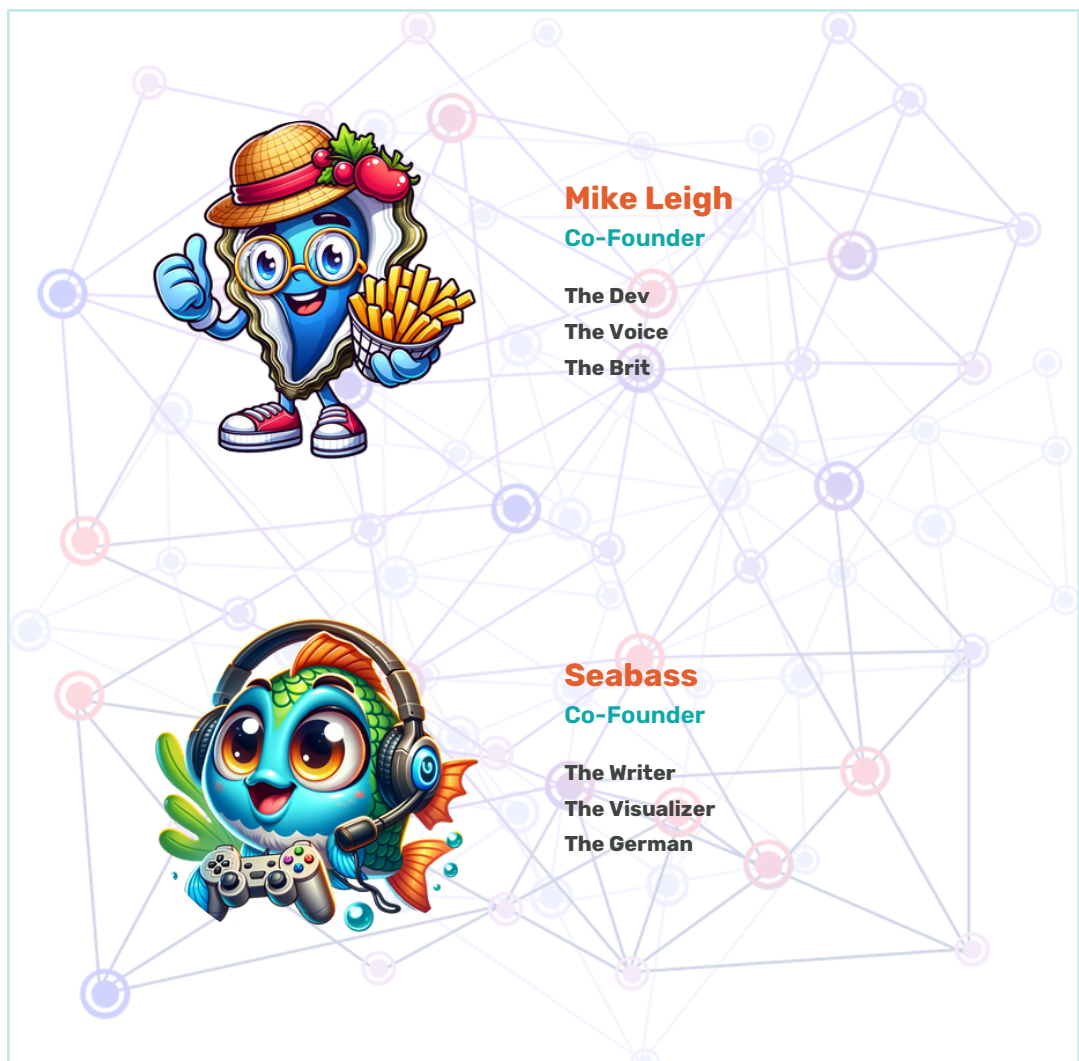 Mike Leigh
Co-Founder
The Dev
The Voice
The Brit
Seabass
Co-Founder
The Writer
The Visualizer
The German